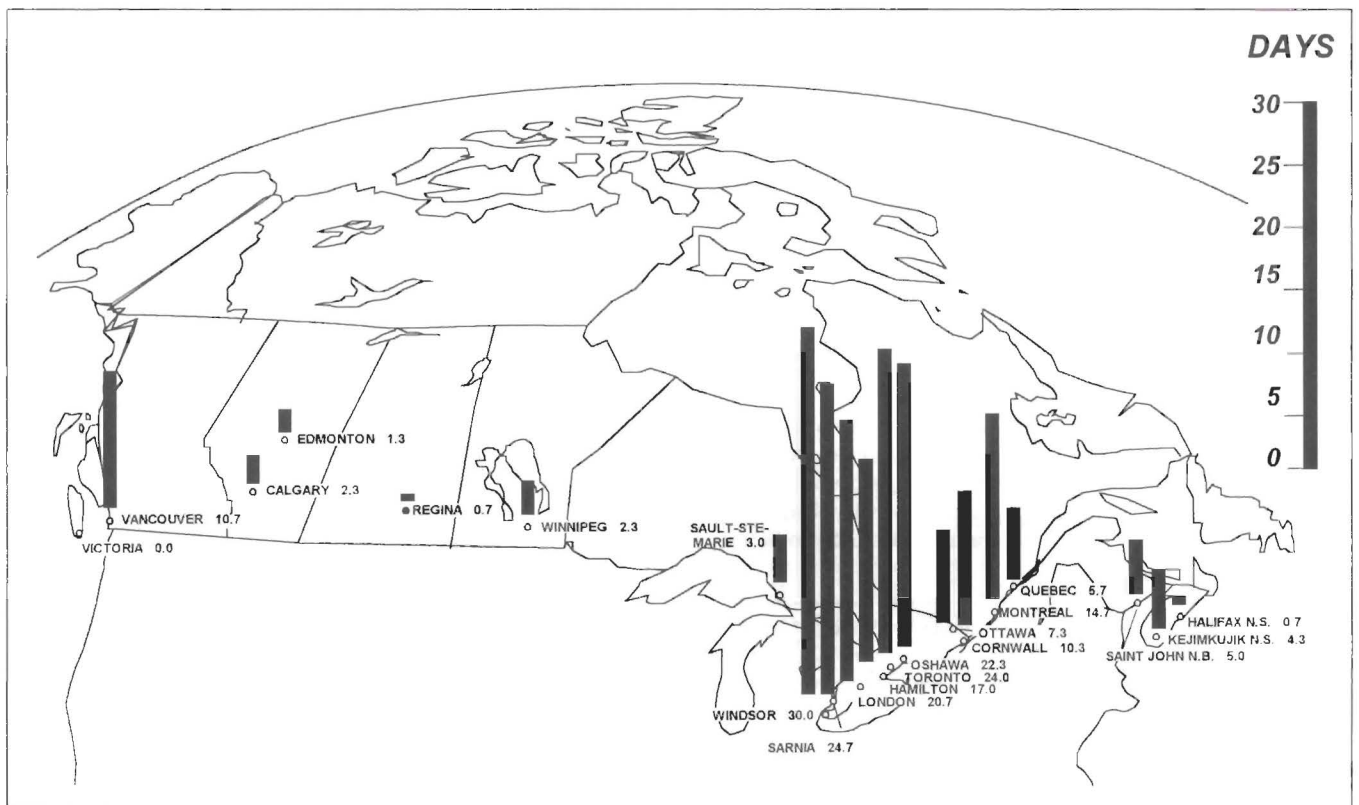 DAYS
30
25
20
15
10
5
0
EDMONTON 1.3
CALGARY 2.3
REGINA 0.7
VANCOUVER 10.7
WINNIPEG 2.3
VICTORIA 0.0
SAULT-STE-
MARIE 3.0
QUEBEC 5.7
MONTREAL 14.7
OTTAWA 7.3
CORNWALL 10.3
OSHAWA 22.3
TORONTO 24.0
HAMILTON 17.0
LONDON 20.7
WINDSOR 30.0
SARNIA 24.7
HALIFAX N.S. 0.7
KEJIMKUJIK N.S. 4.3
SAINT JOHN N.B. 5.0